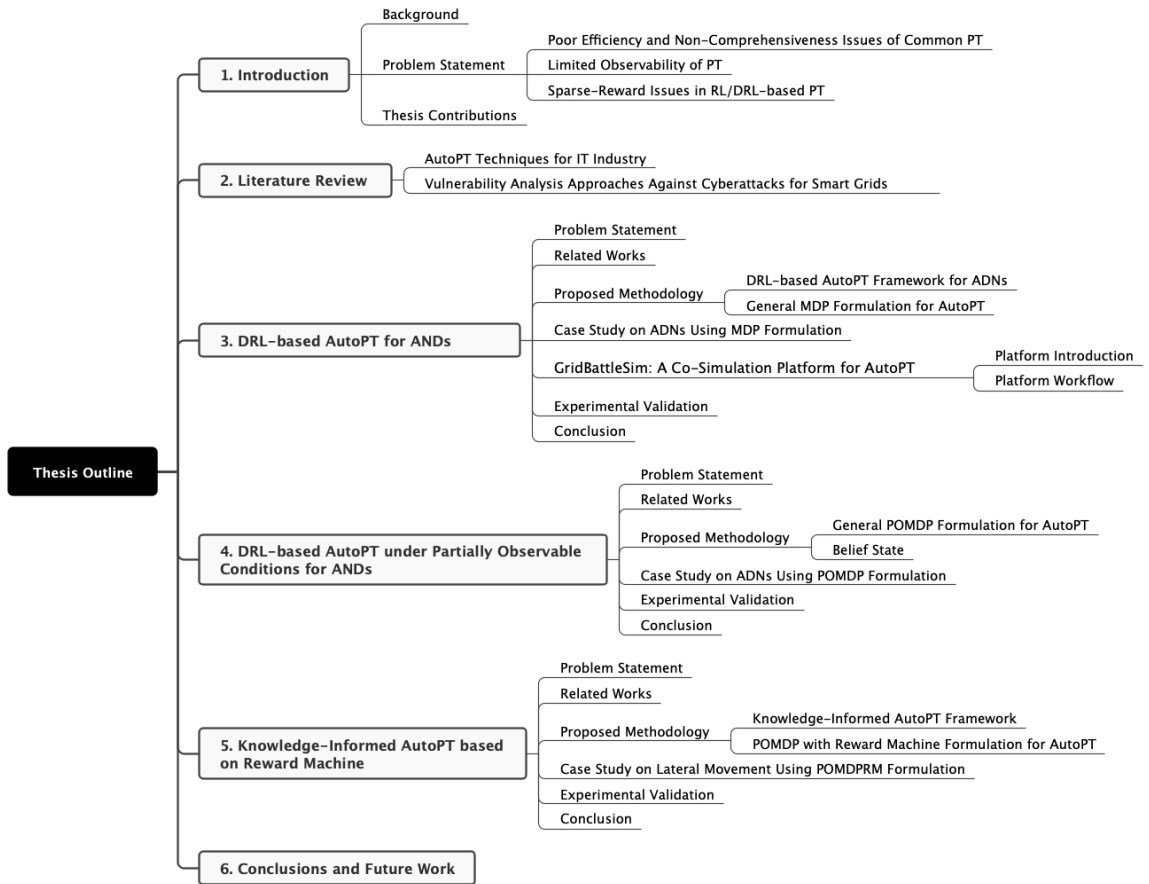 Thesis Outline
1. Introduction
Background
Problem Statement
Poor Efficiency and Non-Comprehensiveness Issues of Common PT
Limited Observability of PT
Sparse-Reward Issues in RL/DRL-based PT
Thesis Contributions
2. Literature Review
AutoPT Techniques for IT Industry
Vulnerability Analysis Approaches Against Cyberattacks for Smart Grids
3. DRL-based AutoPT for ANDs
Problem Statement
Related Works
Proposed Methodology
DRL-based AutoPT Framework for ADNs
General MDP Formulation for AutoPT
Case Study on ADNs Using MDP Formulation
GridBattleSim: A Co-Simulation Platform for AutoPT
Platform Introduction
Platform Workflow
Experimental Validation
Conclusion
4. DRL-based AutoPT under Partially Observable
Conditions for ANDs
Problem Statement
Related Works
Proposed Methodology
General POMDP Formulation for AutoPT
Belief State
Case Study on ADNs Using POMDP Formulation
Experimental Validation
Conclusion
5. Knowledge-Informed AutoPT based
on Reward Machine
Problem Statement
Related Works
Proposed Methodology
Knowledge-Informed AutoPT Framework
POMDP with Reward Machine Formulation for AutoPT
Case Study on Lateral Movement Using POMDPRM Formulation
Experimental Validation
Conclusion
6. Conclusions and Future Work